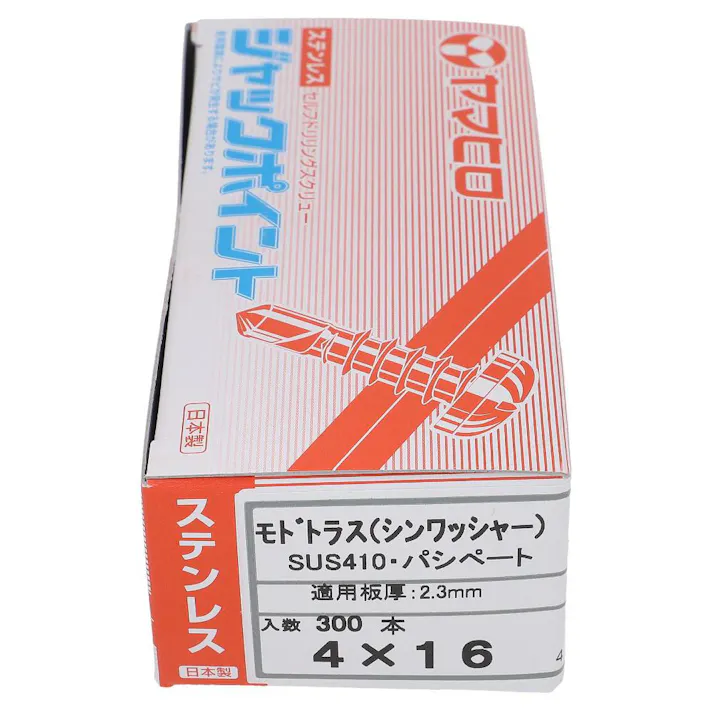 ヤマヒロ
ステンレス セルフドリリングスクリュー
ジャックポイント
日本製
ステンレス
日本製
モドトラス(シンワッシャー)
SUS410・パシペート
適用板厚:2.3mm
入数 300 本
4×16
4